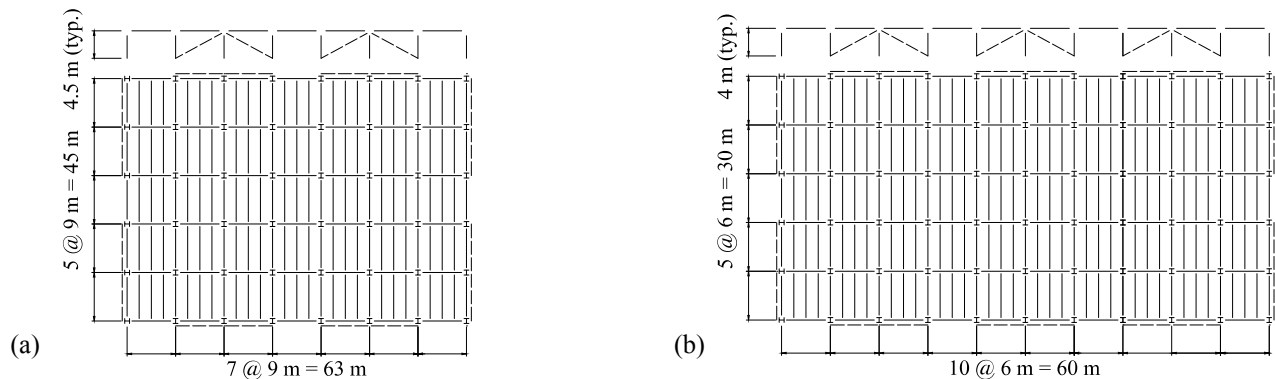 4.5 m (typ.)
5 @ 9 m = 45 m
(a)
7 @ 9 m = 63 m
4 m (typ.)
5 @ 6 m = 30 m
(b)
10 @ 6 m = 60 m